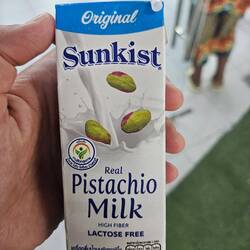 Original
Sunkist
Real
Pistachio
Milk
HIGH FIBER
LACTOSE FREE